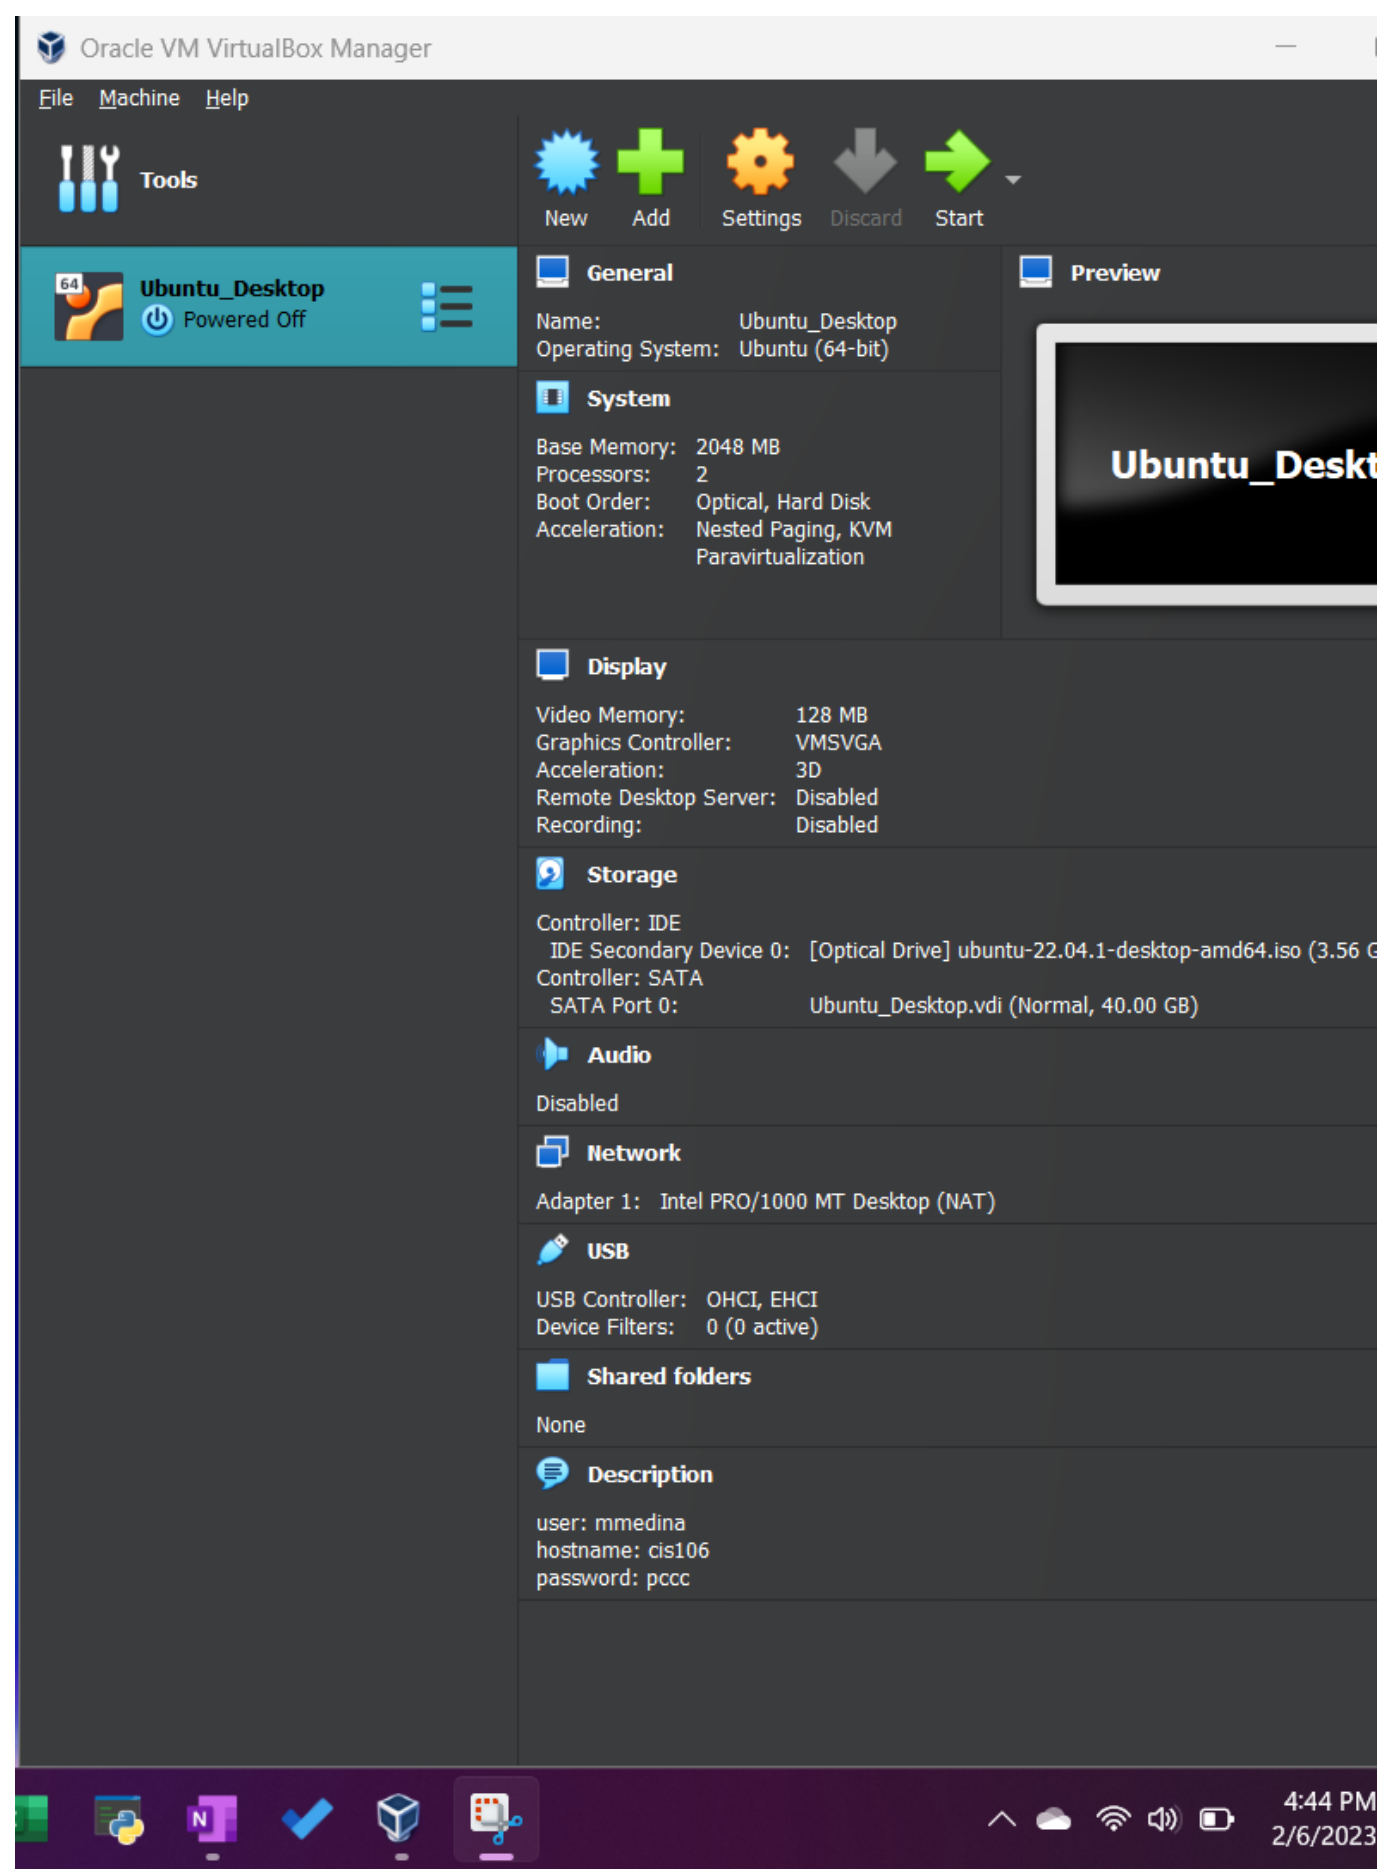 Oracle VM VirtualBox Manager
File Machine Help
Tools
New Add Settings Discard Start
64
Ubuntu_Desktop
Powered Off
General
Name: Ubuntu_Desktop
Operating System: Ubuntu (64-bit)
Preview
Ubuntu_Deskt
System
Base Memory: 2048 MB
Processors: 2
Boot Order: Optical, Hard Disk
Acceleration: Nested Paging, KVM
Paravirtualization
Display
Video Memory: 128 MB
Graphics Controller: VMSVGA
Acceleration: 3D
Remote Desktop Server: Disabled
Recording: Disabled
Storage
Controller: IDE
IDE Secondary Device 0: [Optical Drive] ubuntu-22.04.1-desktop-amd64.iso (3.56 G
Controller: SATA
SATA Port 0: Ubuntu_Desktop.vdi (Normal, 40.00 GB)
Audio
Disabled
Network
Adapter 1: Intel PRO/1000 MT Desktop (NAT)
USB
USB Controller: OHCI, EHCI
Device Filters: 0 (0 active)
Shared folders
None
Description
user: mmedina
hostname: cis106
password: pccc
N
4:44 PM
2/6/2023